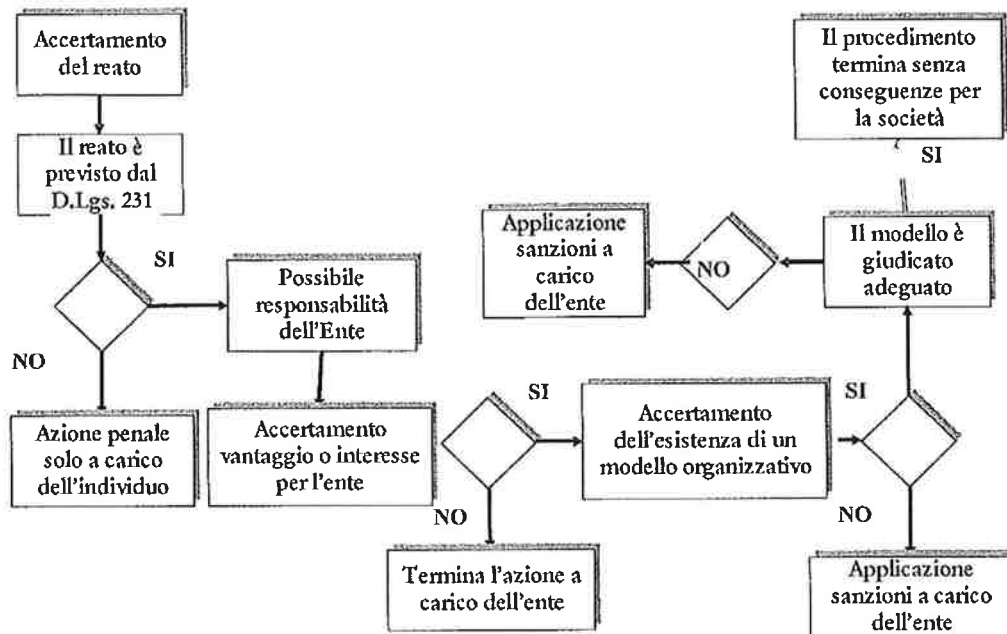 Accertamento
del reato
Il reato è
previsto dal
D.Lgs. 231
SI
NO
Azione penale
solo a carico
dell'individuo
Possibile
responsabilità
dell'Ente
Accertamento
vantaggio o interesse
per l'ente
SI
NO
Termina l'azione a
carico dell'ente
Accertamento
dell'esistenza di un
modello organizzativo
SI
NO
Applicazione
sanzioni a carico
dell'ente
Il modello è
giudicato
adeguato
NO
Applicazione
sanzioni a
carico
dell'ente
SI
Il procedimento
termina senza
conseguenze per
la società